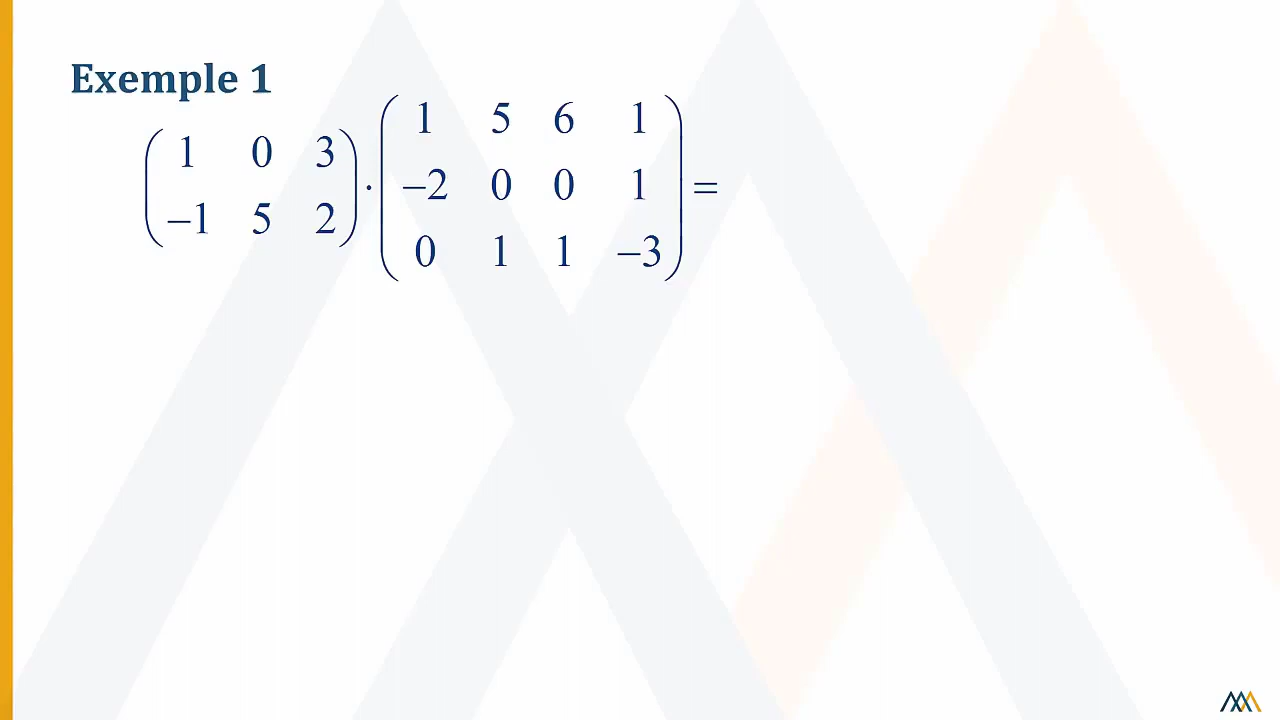 Exemple 1
( 1 0 3 ) · ( 1 5 6 1 ) =
( −1 5 2 ) ( −2 0 0 1 )
( 0 1 1 −3 )